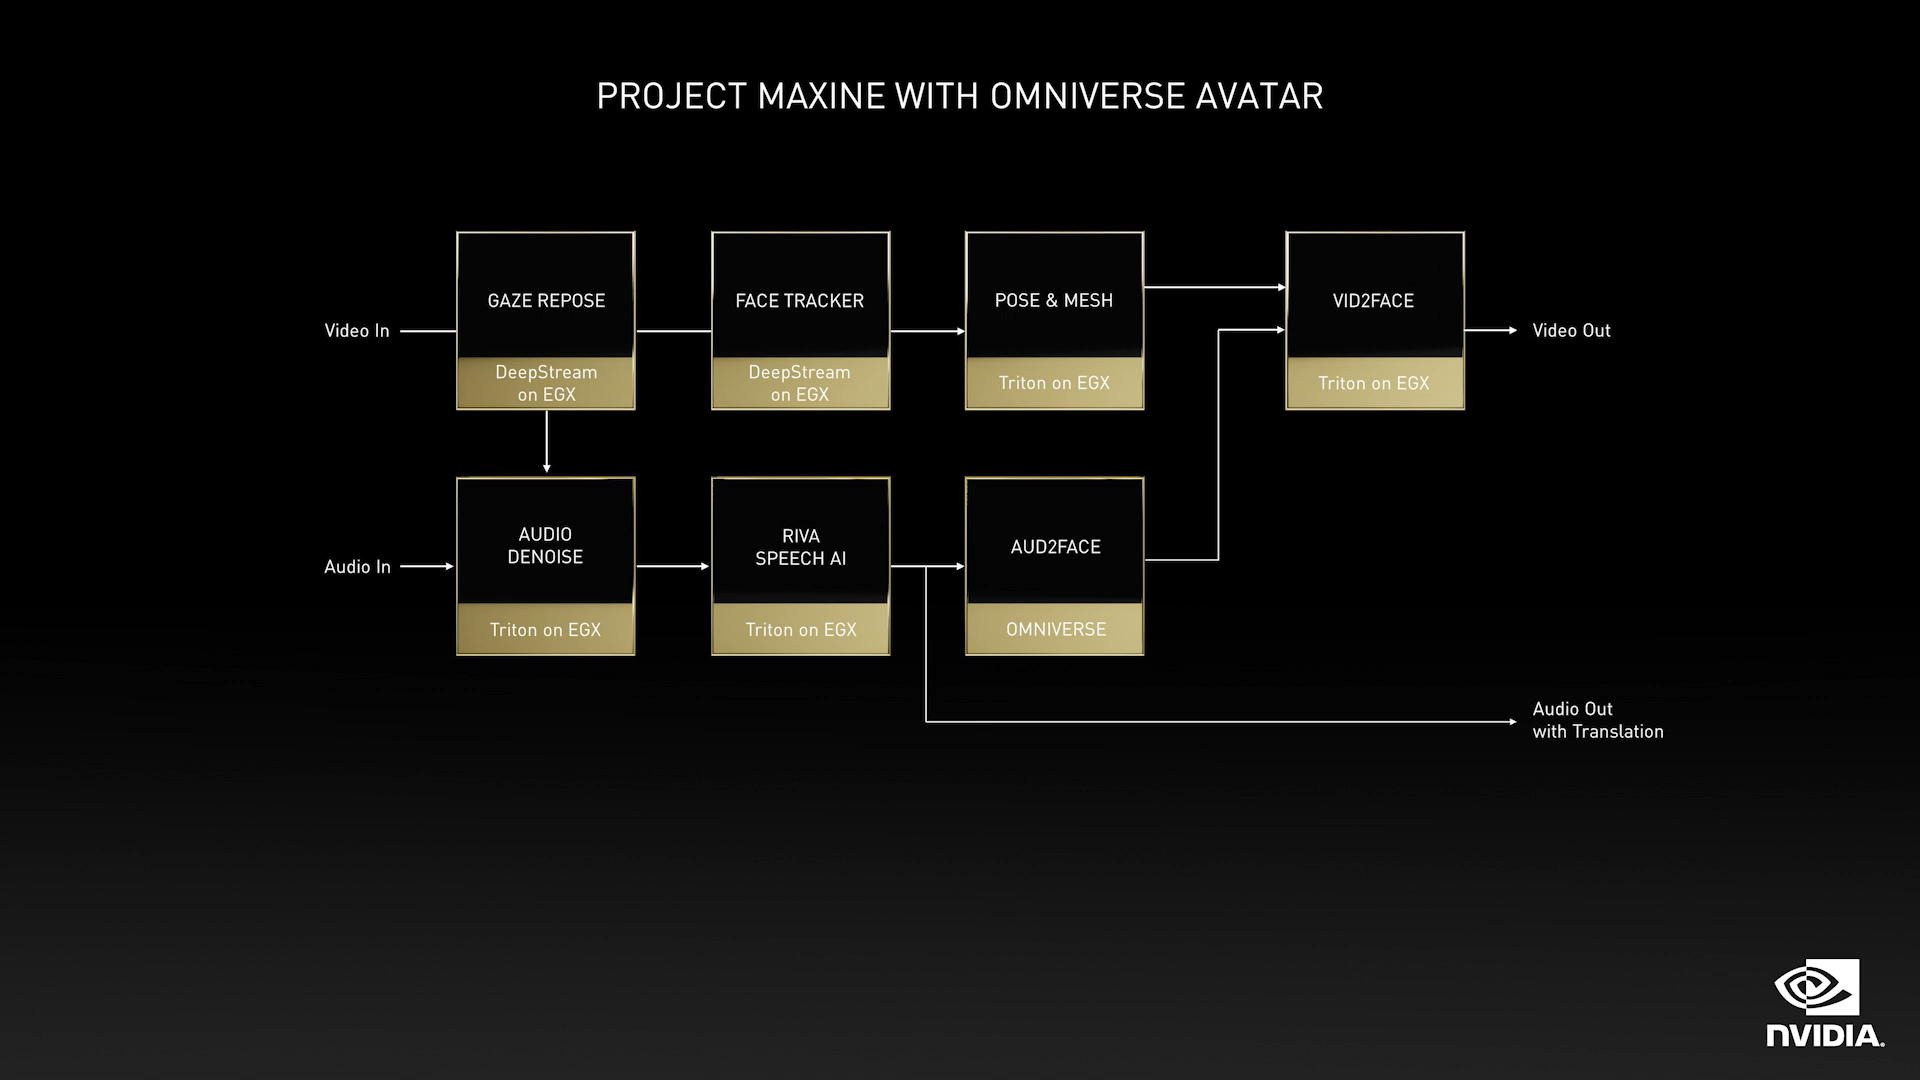 PROJECT MAXINE WITH OMNIVERSE AVATAR
GAZE REPOSE
FACE TRACKER
POSE & MESH
VID2FACE
Video In
Video Out
DeepStream
on EGX
DeepStream
on EGX
Triton on EGX
Triton on EGX
AUDIO
DENOISE
RIVA
SPEECH AI
AUD2FACE
Audio In
Triton on EGX
Triton on EGX
OMNIVERSE
Audio Out
with Translation
NVIDIA.